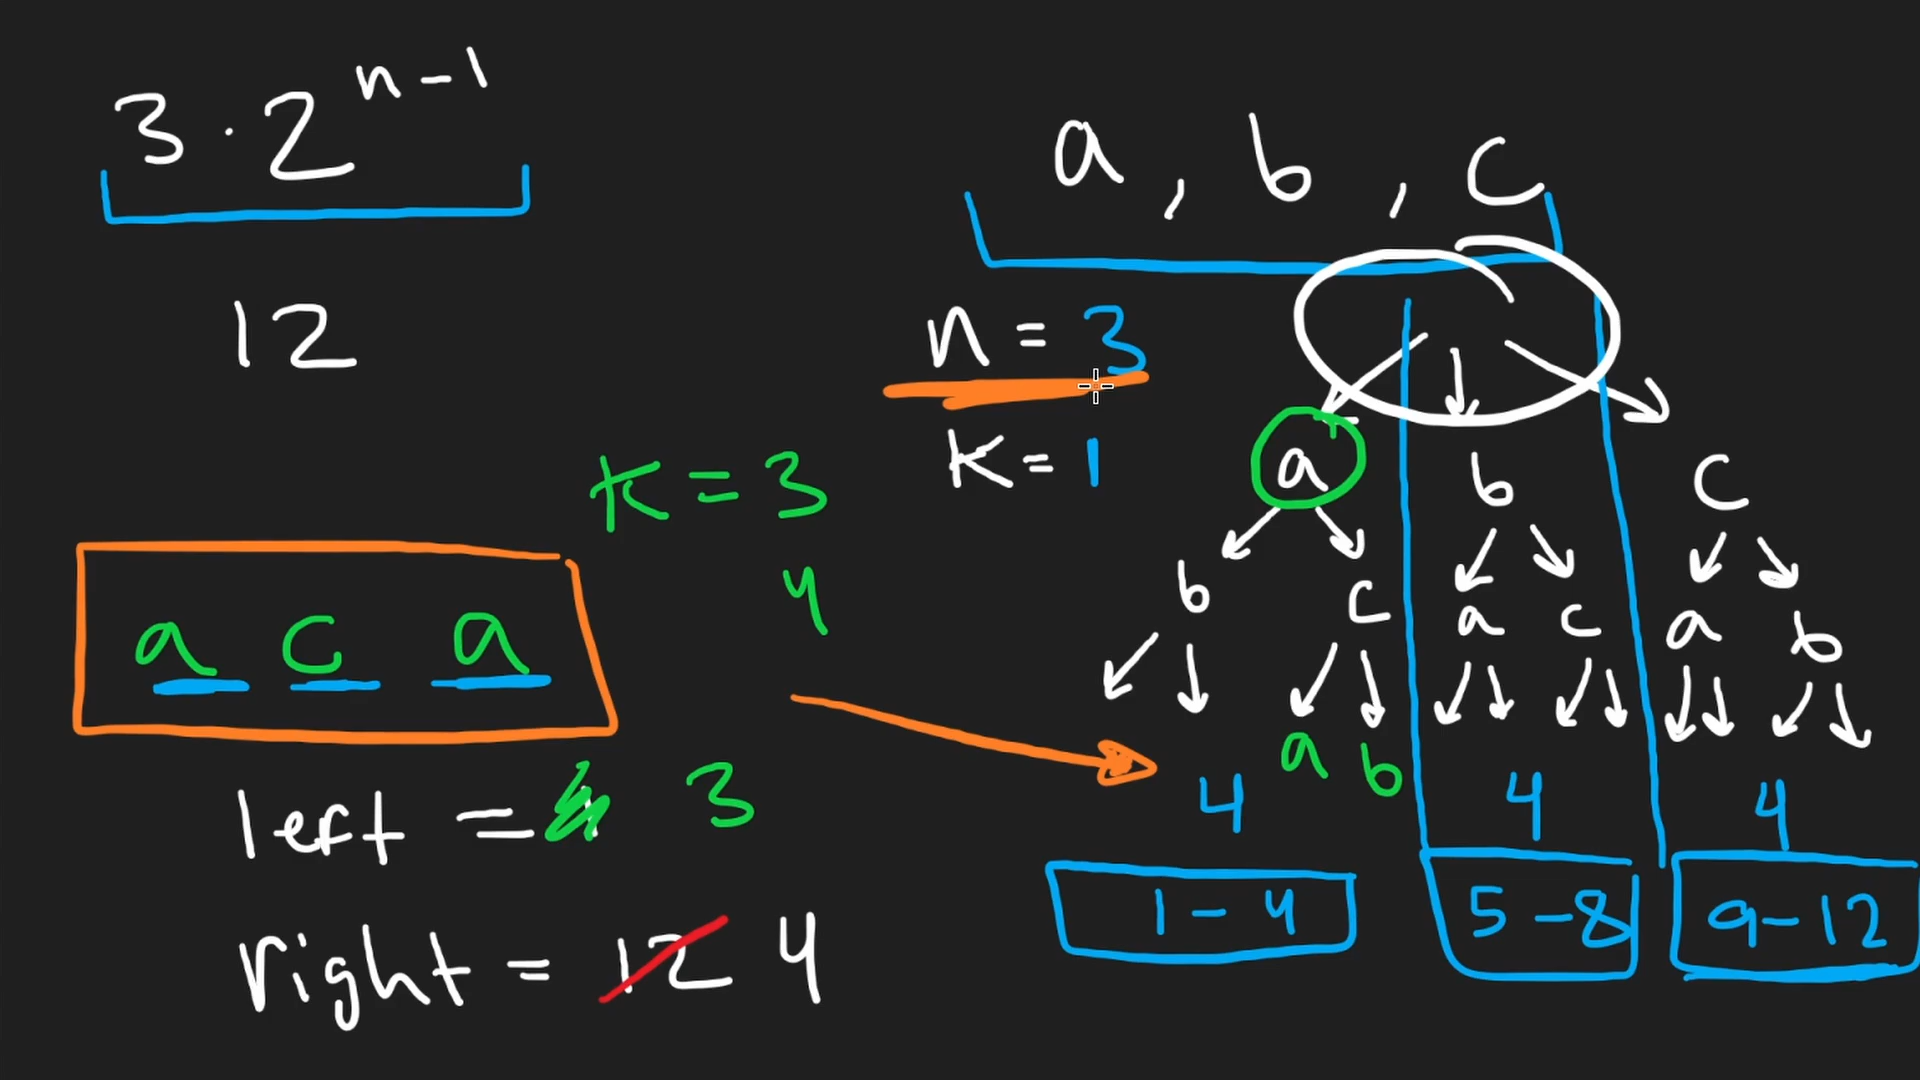 3 · 2^{n-1}
12
a, b, c
n = 3
k = 1
k = 3
4
a c a
left = 3
right = 12 4
a b c
b c a c a b
a b
4 4 4
1-4 5-8 9-12